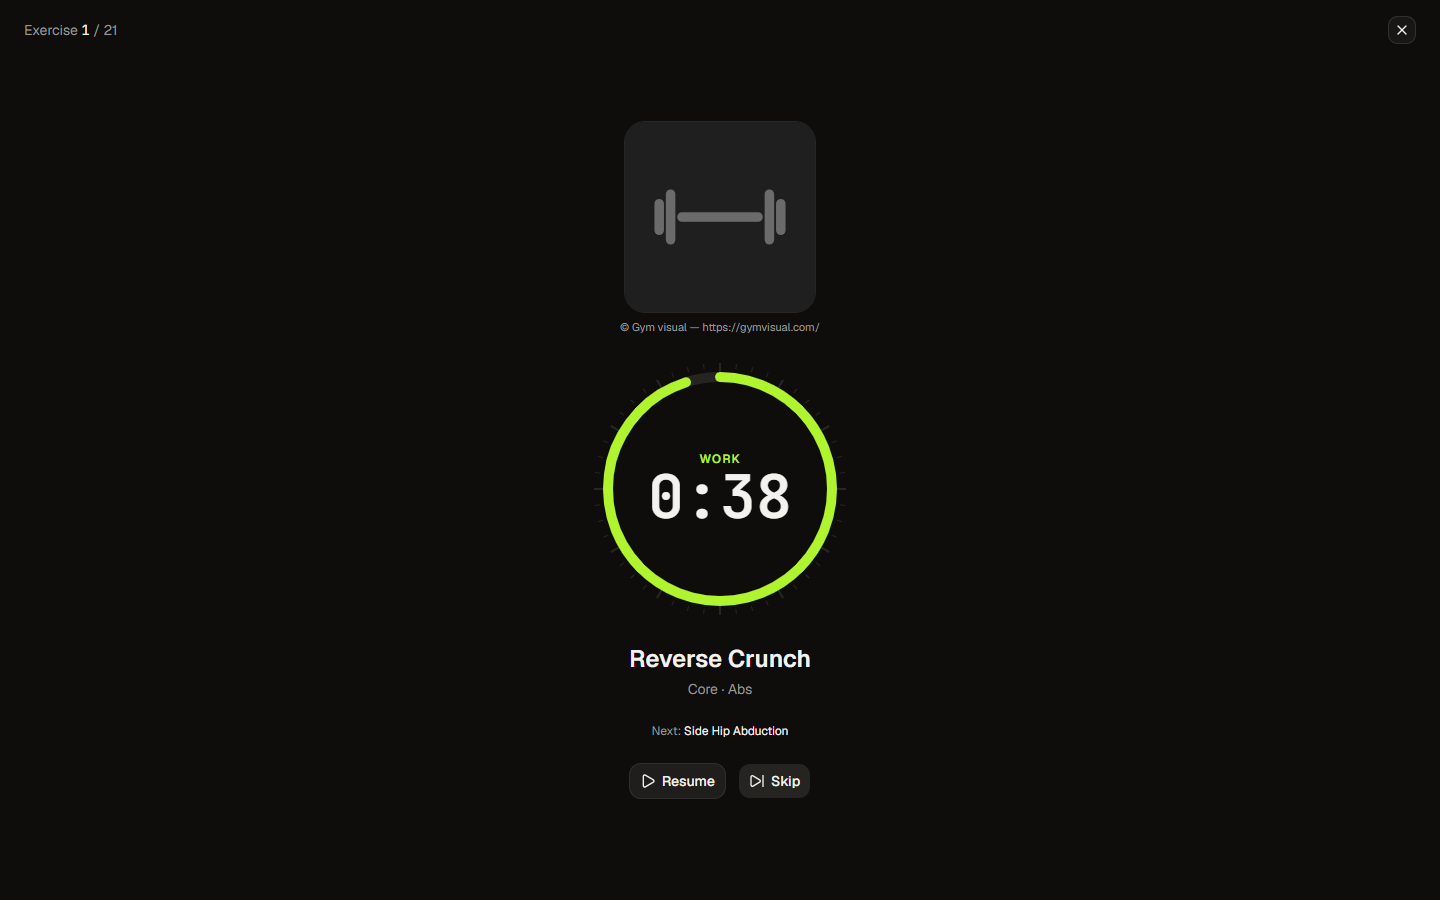 Exercise 1 / 21
© Gym visual — https://gymvisual.com/
WORK
0:38
Reverse Crunch
Core · Abs
Next: Side Hip Abduction
Resume
Skip